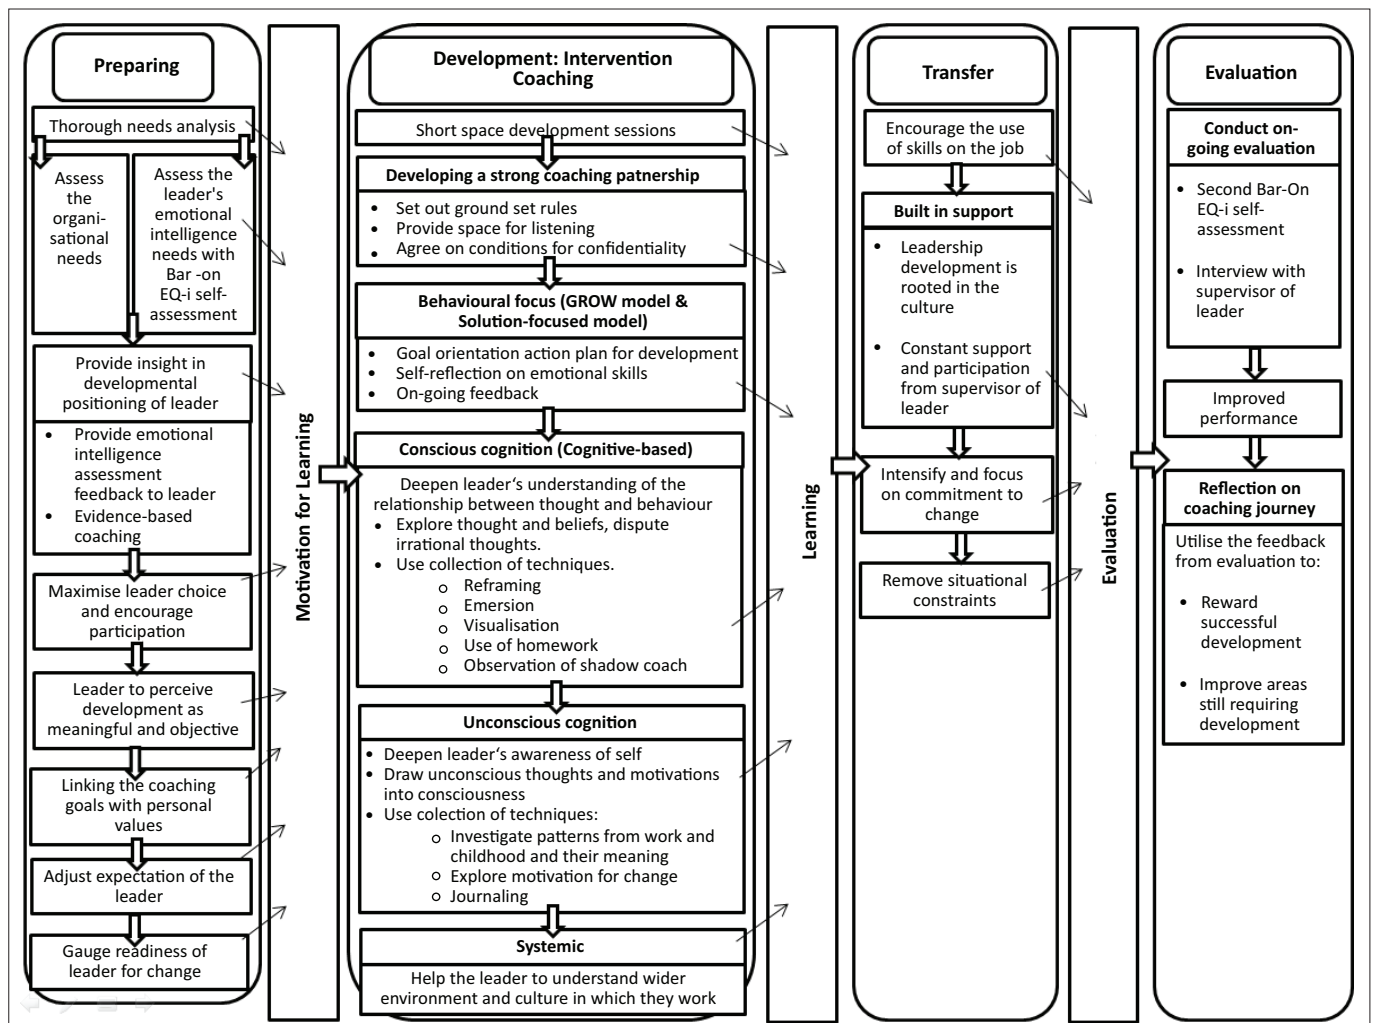 Preparing
Thorough needs analysis
Assess
the
organi-
sational
needs
Assess the
leader's
emotional
intelligence
needs with
Bar -on
EQ-i self-
assessment
Provide insight in
developmental
positioning of leader
• Provide emotional
intelligence
assessment
feedback to leader
• Evidence-based
coaching
Maximise leader choice
and encourage
participation
Leader to perceive
development as
meaningful and objective
Linking the coaching
goals with personal
values
Adjust expectation of the
leader
Gauge readiness of
leader for change
Motivation for Learning
Development: Intervention
Coaching
Short space development sessions
Developing a strong coaching patnership
• Set out ground set rules
• Provide space for listening
• Agree on conditions for confidentiality
Behavioural focus (GROW model &
Solution-focused model)
• Goal orientation action plan for development
• Self-reflection on emotional skills
• On-going feedback
Conscious cognition (Cognitive-based)
Deepen leader‘s understanding of the
relationship between thought and behaviour
• Explore thought and beliefs, dispute
irrational thoughts.
• Use collection of techniques.
o Reframing
o Emersion
o Visualisation
o Use of homework
o Observation of shadow coach
Unconscious cognition
• Deepen leader‘s awareness of self
• Draw unconscious thoughts and motivations
into consciousness
• Use colection of techniques:
o Investigate patterns from work and
childhood and their meaning
o Explore motivation for change
o Journaling
Systemic
Help the leader to understand wider
environment and culture in which they work
Learning
Transfer
Encourage the use
of skills on the job
Built in support
• Leadership
development is
rooted in the
culture
• Constant support
and participation
from supervisor of
leader
Intensify and focus
on commitment to
change
Remove situational
constraints
Evaluation
Evaluation
Conduct on-
going evaluation
• Second Bar-On
EQ-i self-
assessment
• Interview with
supervisor of
leader
Improved
performance
Reflection on
coaching journey
Utilise the feedback
from evaluation to:
• Reward
successful
development
• Improve areas
still requiring
development